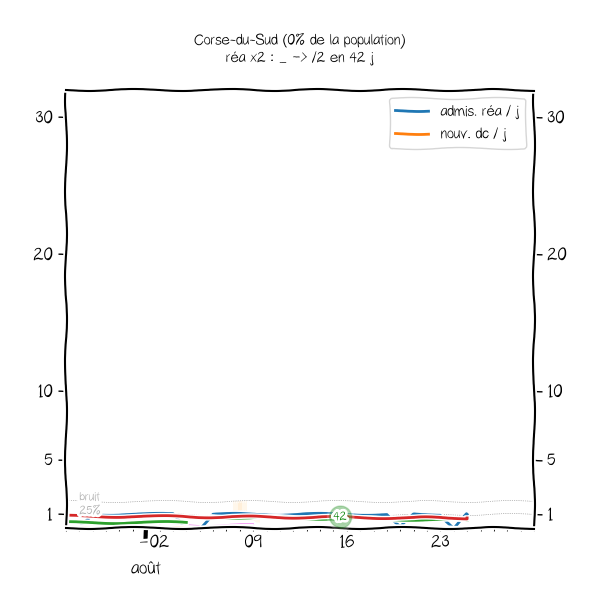 Corse-du-Sud (0% de la population)
réa x2 : _ -> /2 en 42 j
30
admis. réa / j
30
nouv. dc / j
20
20
10
10
5
5
bruit
25%
1
42
1
-02
09
16
23
août